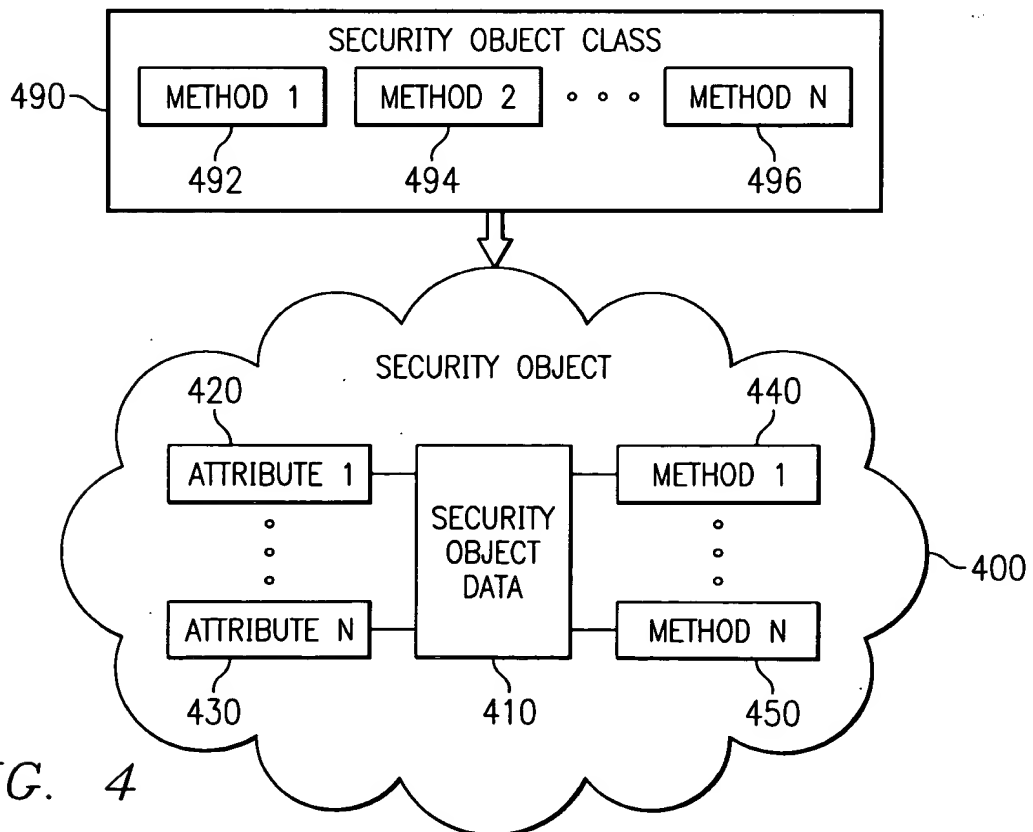 SECURITY OBJECT CLASS
490
METHOD 1
METHOD 2
METHOD N
492
494
496
SECURITY OBJECT
420
440
ATTRIBUTE 1
METHOD 1
SECURITY
OBJECT
DATA
400
ATTRIBUTE N
METHOD N
430
410
450
G. 4